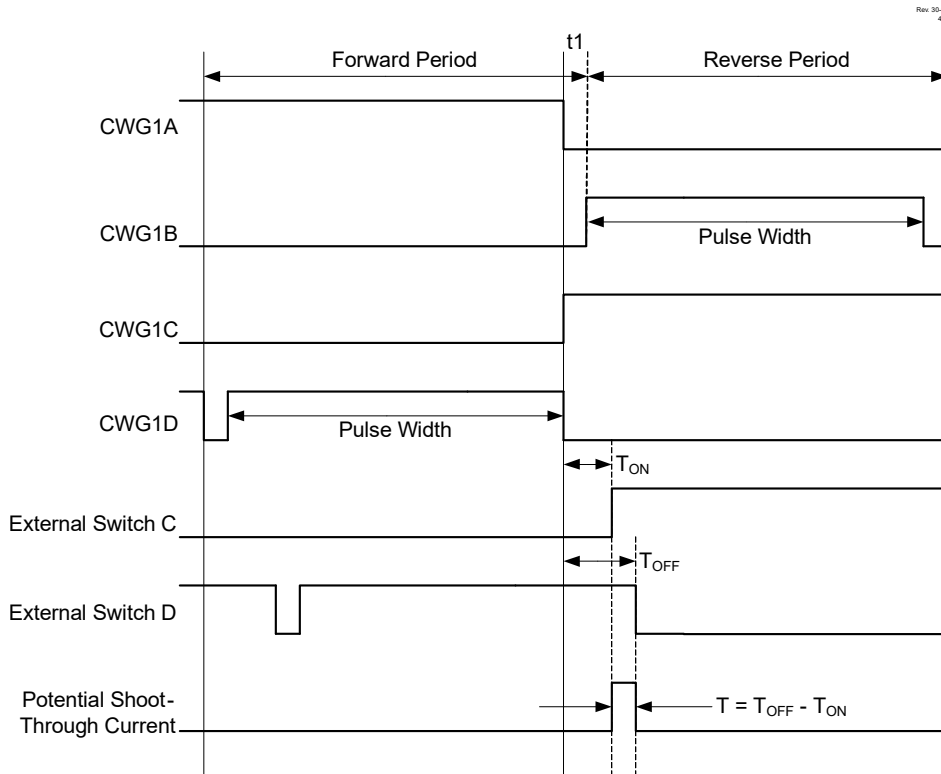 Rev. 30-
4
t1
Forward Period
Reverse Period
CWG1A
CWG1B
Pulse Width
CWG1C
CWG1D
Pulse Width
TON
External Switch C
TOFF
External Switch D
Potential Shoot-
Through Current
T = TOFF - TON